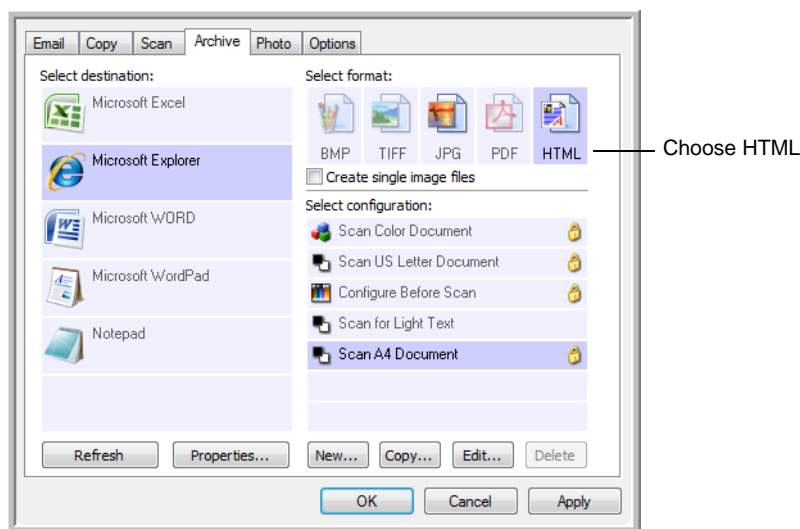 Email Copy Scan Archive Photo Options
Select destination:
Microsoft Excel
Microsoft Explorer
Microsoft WORD
Microsoft WordPad
Notepad
Refresh Properties...
Select format:
BMP TIFF JPG PDF HTML
Create single image files
Select configuration:
Scan Color Document
Scan US Letter Document
Configure Before Scan
Scan for Light Text
Scan A4 Document
New... Copy... Edit... Delete
OK Cancel Apply
Choose HTML